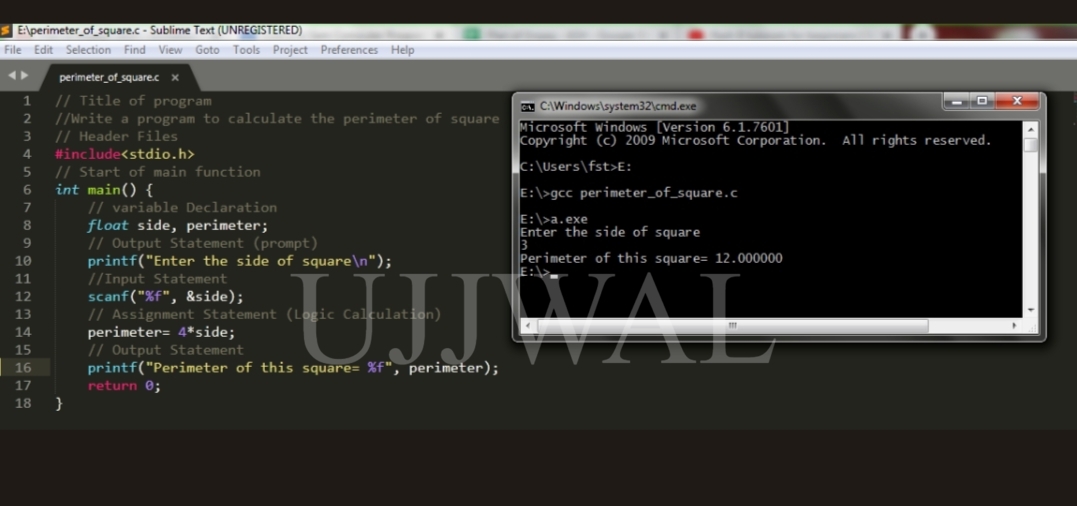 E:\perimeter_of_square.c - Sublime Text (UNREGISTERED)
File Edit Selection Find View Goto Tools Project Preferences Help
perimeter_of_square.c x
1 // Title of program
2 //Write a program to calculate the perimeter of square
3 // Header Files
4 #include<stdio.h>
5 // Start of main function
6 int main() {
7 // variable Declaration
8 float side, perimeter;
9 // Output Statement (prompt)
10 printf("Enter the side of square\n");
11 //Input Statement
12 scanf("%f", &side);
13 // Assignment Statement (Logic Calculation)
14 perimeter= 4*side;
15 // Output Statement
16 printf("Perimeter of this square= %f", perimeter);
17 return 0;
18 }
C:\Windows\system32\cmd.exe
Microsoft Windows [Version 6.1.7601]
Copyright (c) 2009 Microsoft Corporation. All rights reserved.
C:\Users\fst>E:
E:\>gcc perimeter_of_square.c
E:\>a.exe
Enter the side of square
3
Perimeter of this square= 12.000000
E:\>_
UJJWAL